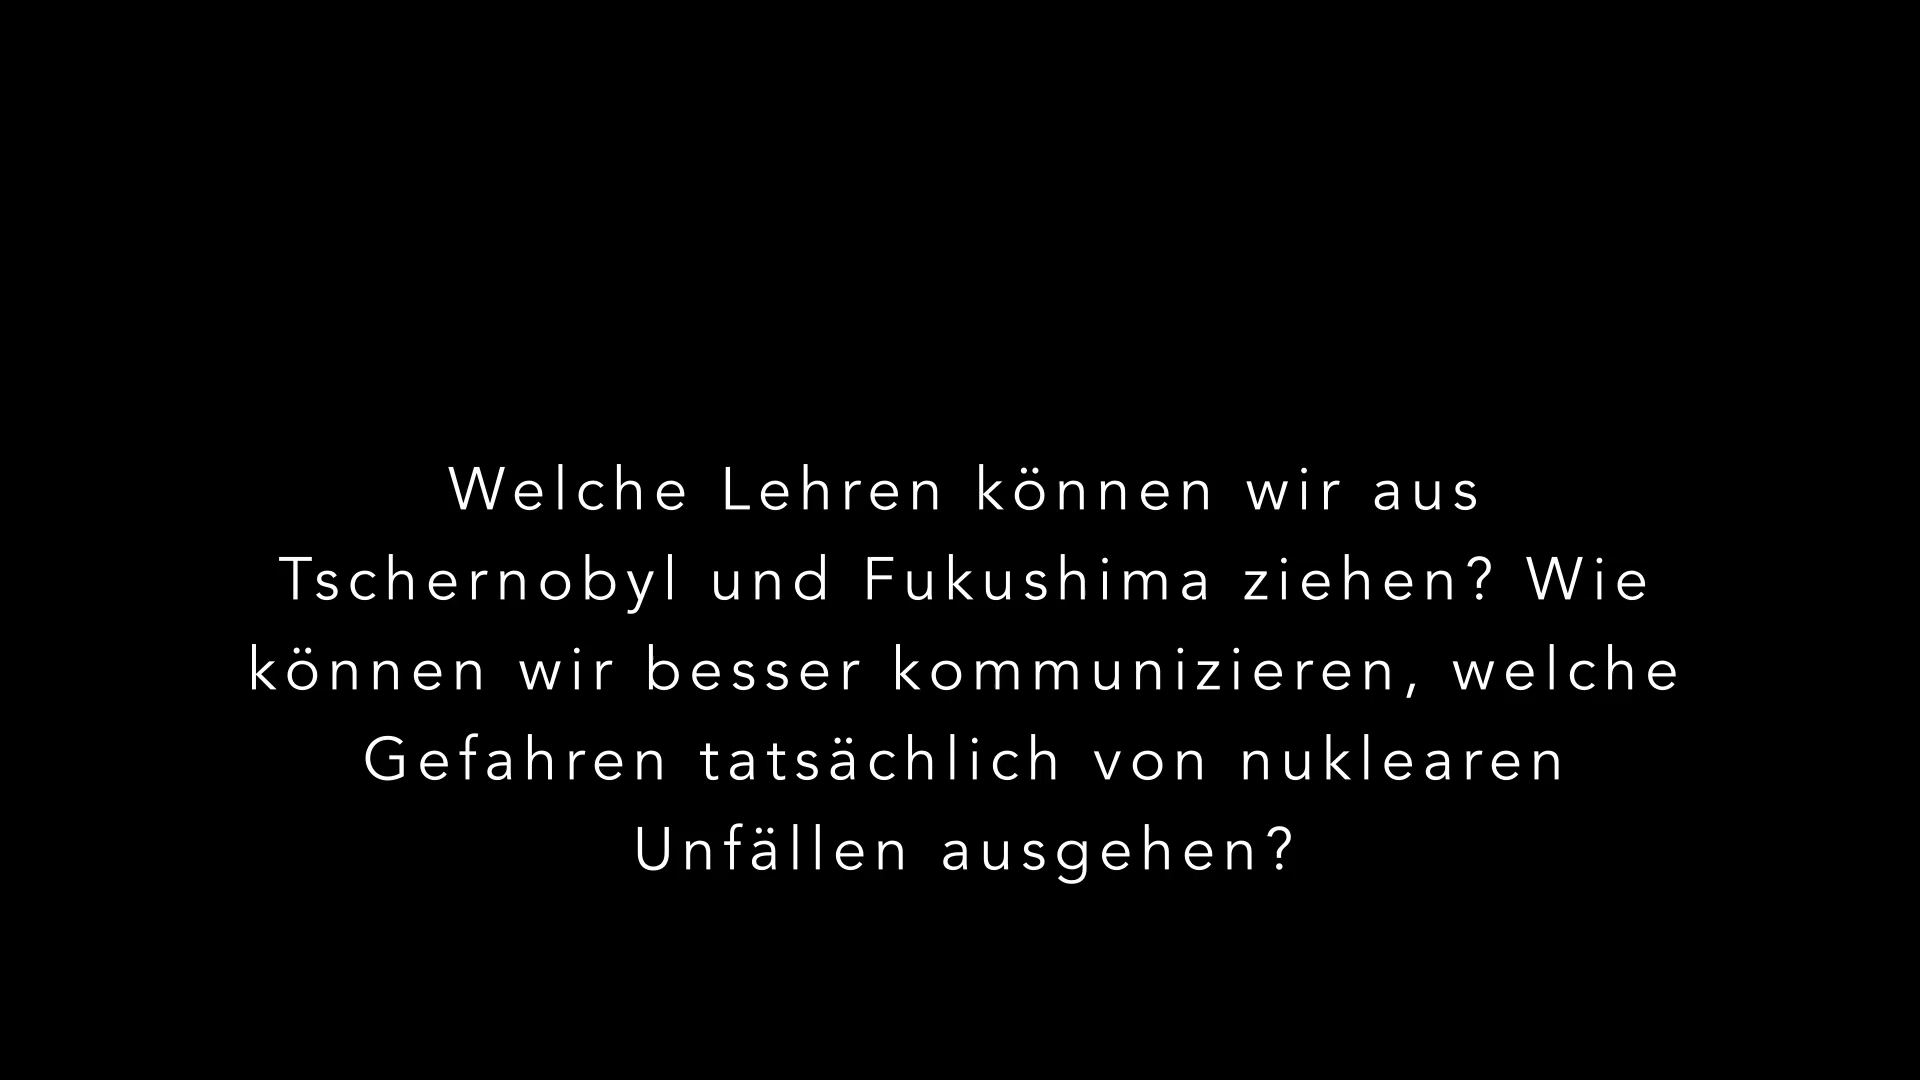 Welche Lehren können wir aus
Tschernobyl und Fukushima ziehen? Wie
können wir besser kommunizieren, welche
Gefahren tatsächlich von nuklearen
Unfällen ausgehen?